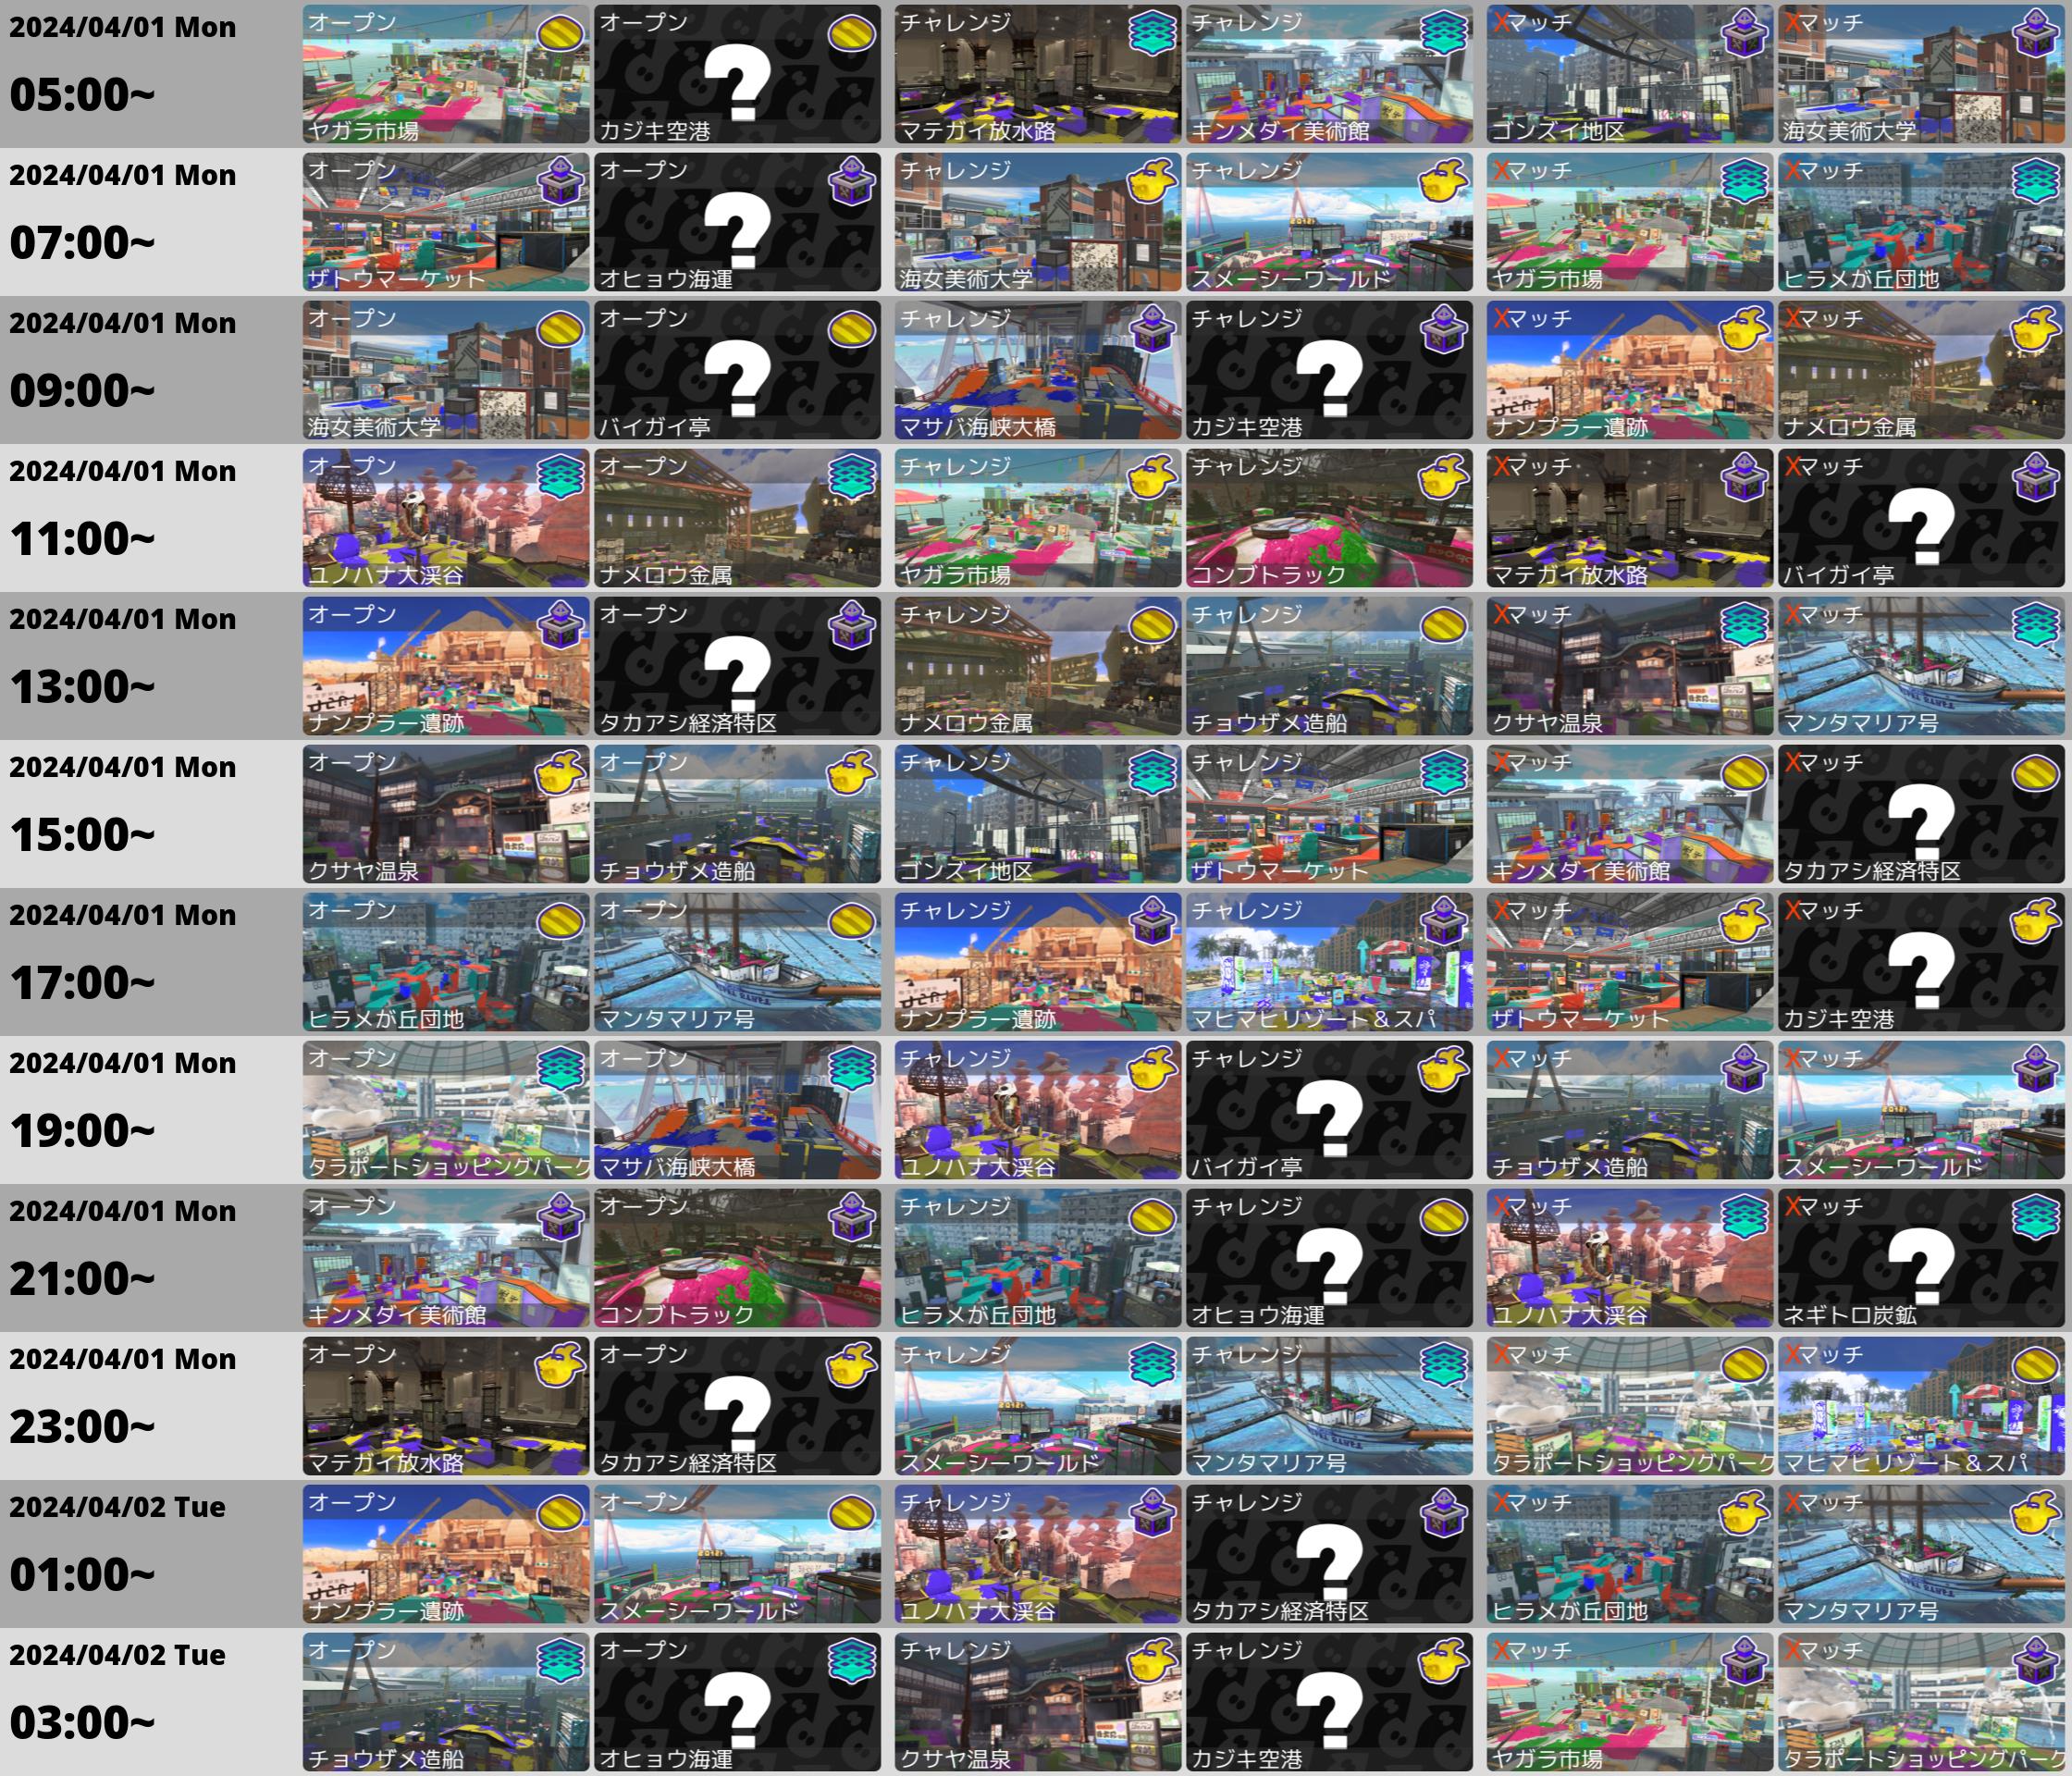 2024/04/01 Mon
05:00~
オープン
ヤガラ市場
オープン
カジキ空港
チャレンジ
マテガイ放水路
チャレンジ
キンメダイ美術館
Xマッチ
ゴンズイ地区
Xマッチ
海女美術大学
2024/04/01 Mon
07:00~
オープン
ザトウマーケット
オープン
オヒョウ海運
チャレンジ
海女美術大学
チャレンジ
スメーシーワールド
Xマッチ
ヤガラ市場
Xマッチ
ヒラメが丘団地
2024/04/01 Mon
09:00~
オープン
海女美術大学
オープン
バイガイ亭
チャレンジ
マサバ海峡大橋
チャレンジ
カジキ空港
Xマッチ
ナンプラー遺跡
Xマッチ
ナメロウ金属
2024/04/01 Mon
11:00~
オープン
ユノハナ大渓谷
オープン
ナメロウ金属
チャレンジ
ヤガラ市場
チャレンジ
コンブトラック
Xマッチ
マテガイ放水路
Xマッチ
バイガイ亭
2024/04/01 Mon
13:00~
オープン
ナンプラー遺跡
オープン
タカアシ経済特区
チャレンジ
ナメロウ金属
チャレンジ
チョウザメ造船
Xマッチ
クサヤ温泉
Xマッチ
マンタマリア号
2024/04/01 Mon
15:00~
オープン
クサヤ温泉
オープン
チョウザメ造船
チャレンジ
ゴンズイ地区
チャレンジ
ザトウマーケット
Xマッチ
キンメダイ美術館
Xマッチ
タカアシ経済特区
2024/04/01 Mon
17:00~
オープン
ヒラメが丘団地
オープン
マンタマリア号
チャレンジ
ナンプラー遺跡
チャレンジ
マヒマヒリゾート＆スパ
Xマッチ
ザトウマーケット
Xマッチ
カジキ空港
2024/04/01 Mon
19:00~
オープン
タラポートショッピングパーク
オープン
マサバ海峡大橋
チャレンジ
ユノハナ大渓谷
チャレンジ
バイガイ亭
Xマッチ
チョウザメ造船
Xマッチ
スメーシーワールド
2024/04/01 Mon
21:00~
オープン
キンメダイ美術館
オープン
コンブトラック
チャレンジ
ヒラメが丘団地
チャレンジ
オヒョウ海運
Xマッチ
ユノハナ大渓谷
Xマッチ
ネギトロ炭鉱
2024/04/01 Mon
23:00~
オープン
マテガイ放水路
オープン
タカアシ経済特区
チャレンジ
スメーシーワールド
チャレンジ
マンタマリア号
Xマッチ
タラポートショッピングパーク
Xマッチ
マヒマヒリゾート＆スパ
2024/04/02 Tue
01:00~
オープン
ナンプラー遺跡
オープン
スメーシーワールド
チャレンジ
ユノハナ大渓谷
チャレンジ
タカアシ経済特区
Xマッチ
ヒラメが丘団地
Xマッチ
マンタマリア号
2024/04/02 Tue
03:00~
オープン
チョウザメ造船
オープン
オヒョウ海運
チャレンジ
クサヤ温泉
チャレンジ
カジキ空港
Xマッチ
ヤガラ市場
Xマッチ
タラポートショッピングパーク